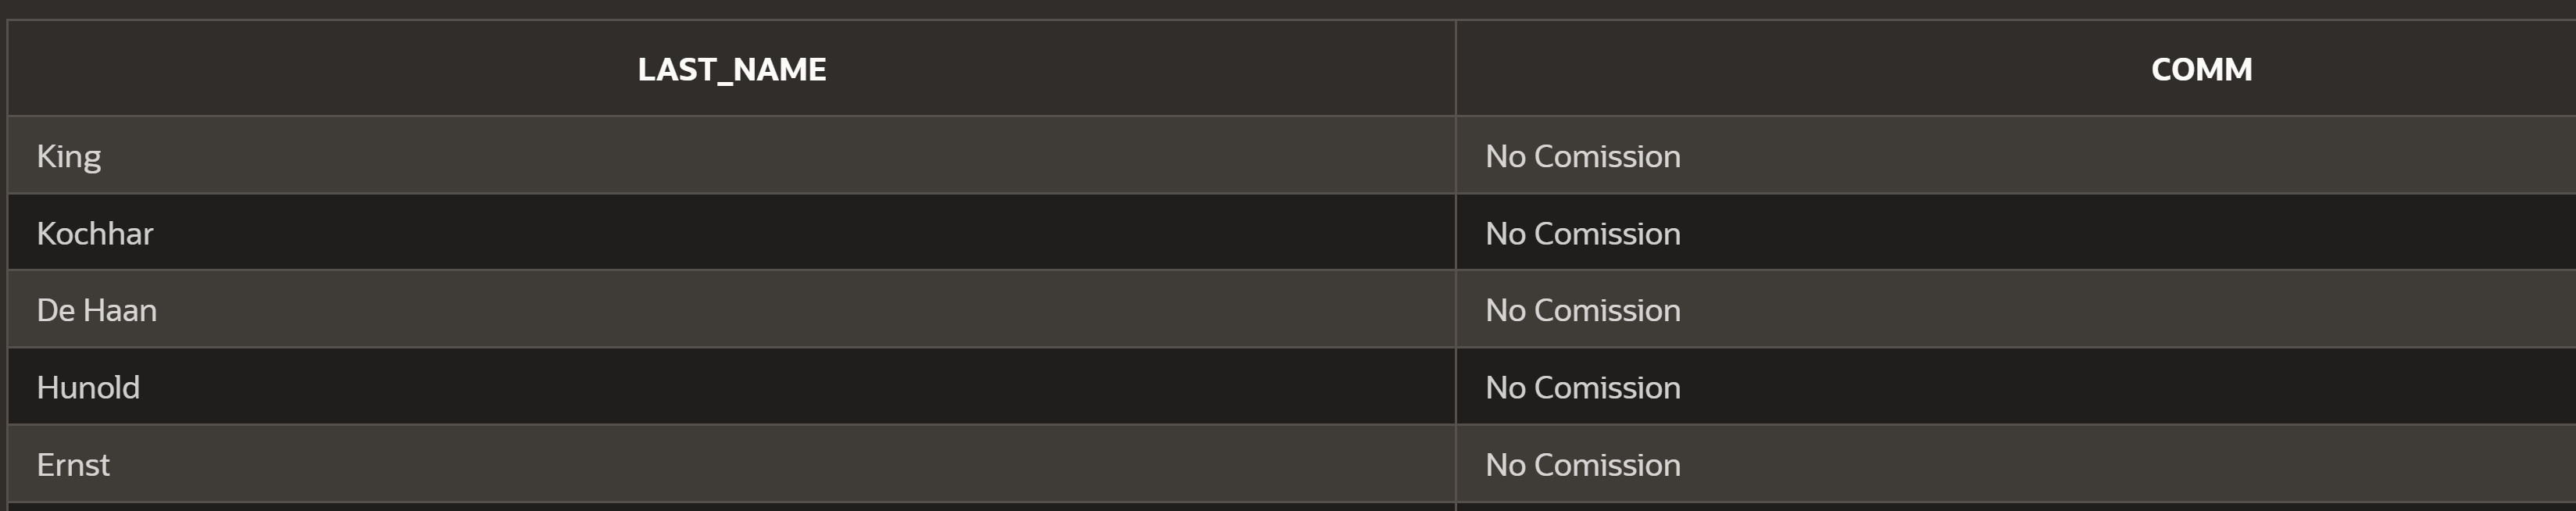 LAST_NAME COMM
King No Comission
Kochhar No Comission
De Haan No Comission
Hunold No Comission
Ernst No Comission